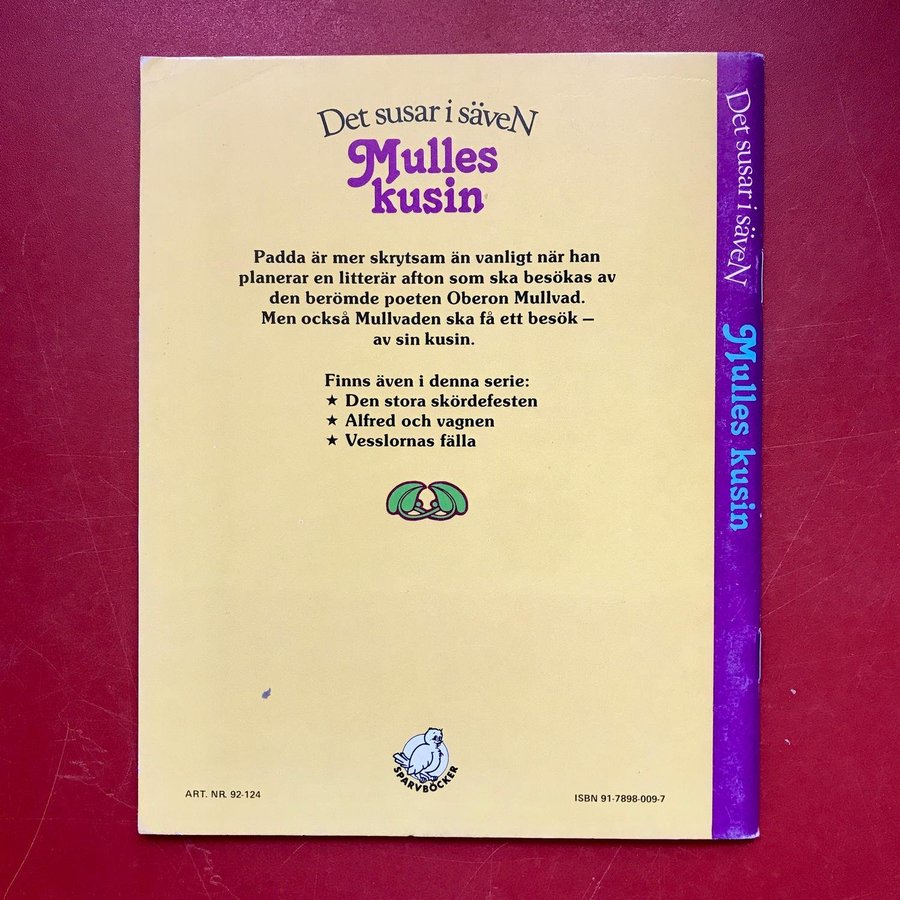 Det susar i säveN
Mulles
kusin
Padda är mer skrytsam än vanligt när han
planerar en litterär afton som ska besökas av
den berömde poeten Oberon Mullvad.
Men också Mullvaden ska få ett besök –
av sin kusin.
Finns även i denna serie:
★ Den stora skördefesten
★ Alfred och vagnen
★ Vesslornas fälla
SPARVBÖCKER
ART. NR. 92-124
ISBN 91-7898-009-7
Det susar i säveN
Mulles kusin